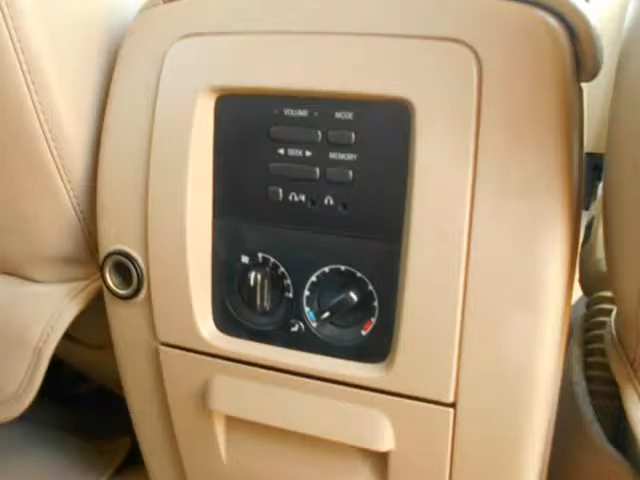 - VOLUME +
MODE
◀ SEEK ▶
MEMORY